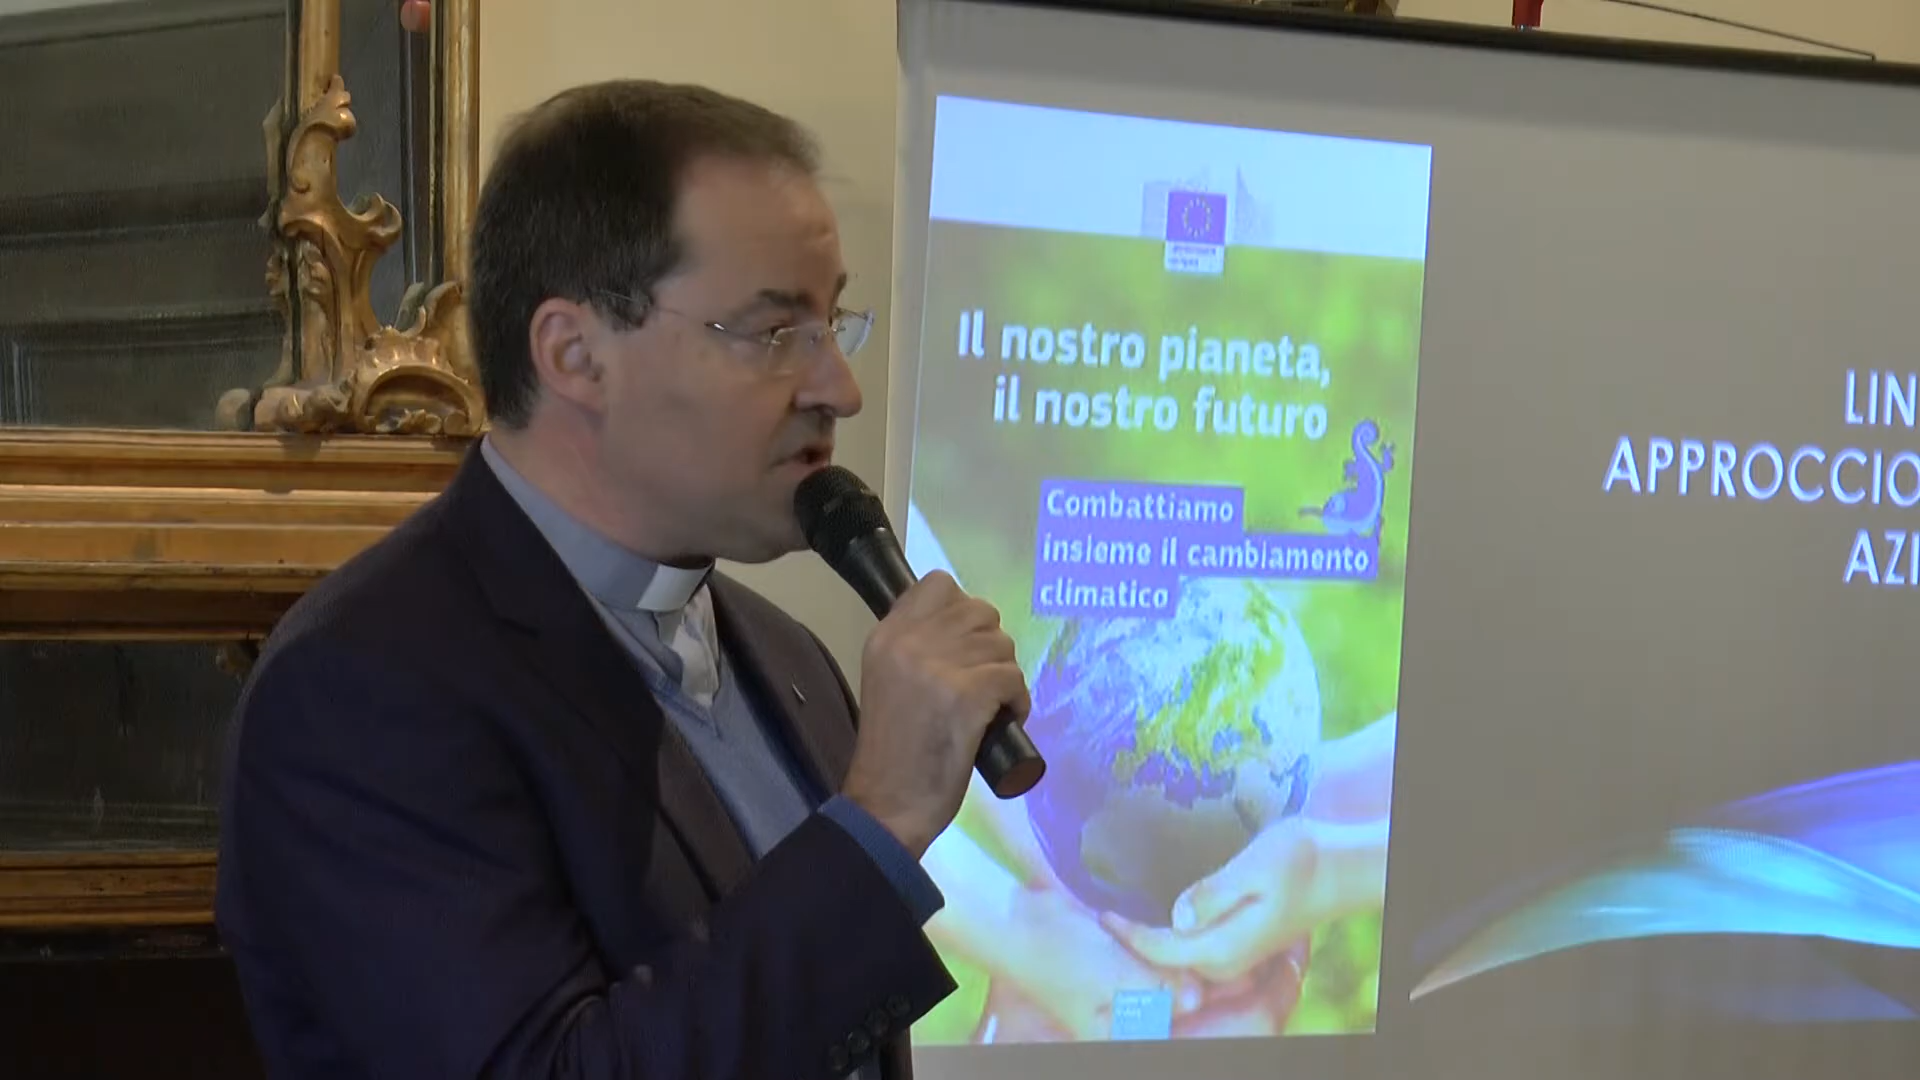 Il nostro pianeta,
il nostro futuro
Combattiamo
insieme il cambiamento
climatico
LIN
APPROCCIO
AZI